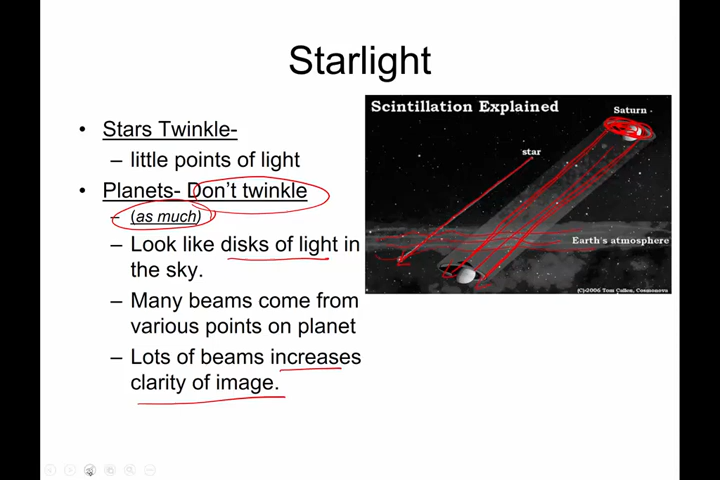 Starlight
• Stars Twinkle-
– little points of light
• Planets- Don't twinkle
– (as much)
– Look like disks of light in
the sky.
– Many beams come from
various points on planet
– Lots of beams increases
clarity of image.
Scintillation Explained
Saturn
star
Earth's atmosphere
(C)2006 Tom Callen, Cosmonova